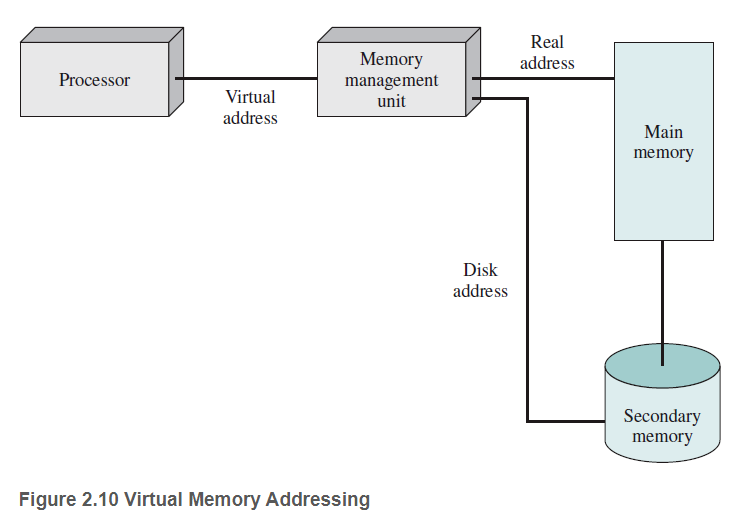 Processor
Virtual
address
Memory
management
unit
Real
address
Main
memory
Disk
address
Secondary
memory
Figure 2.10 Virtual Memory Addressing